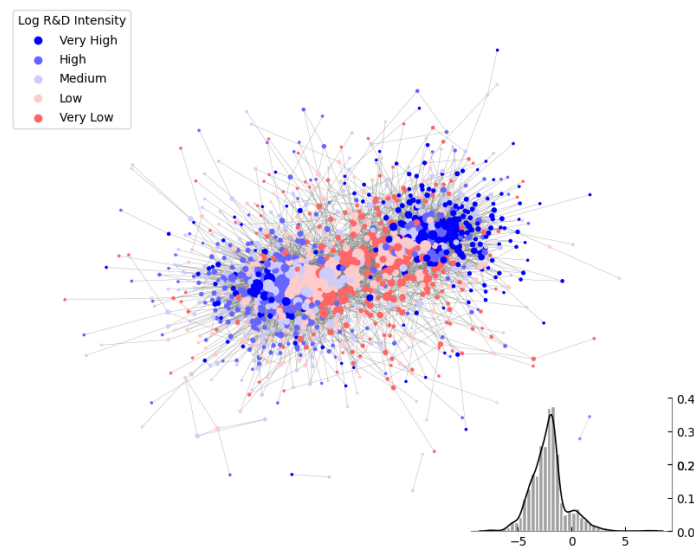 Log R&D Intensity
Very High
High
Medium
Low
Very Low
0.4
0.3
0.2
0.1
0.0
−5 0 5